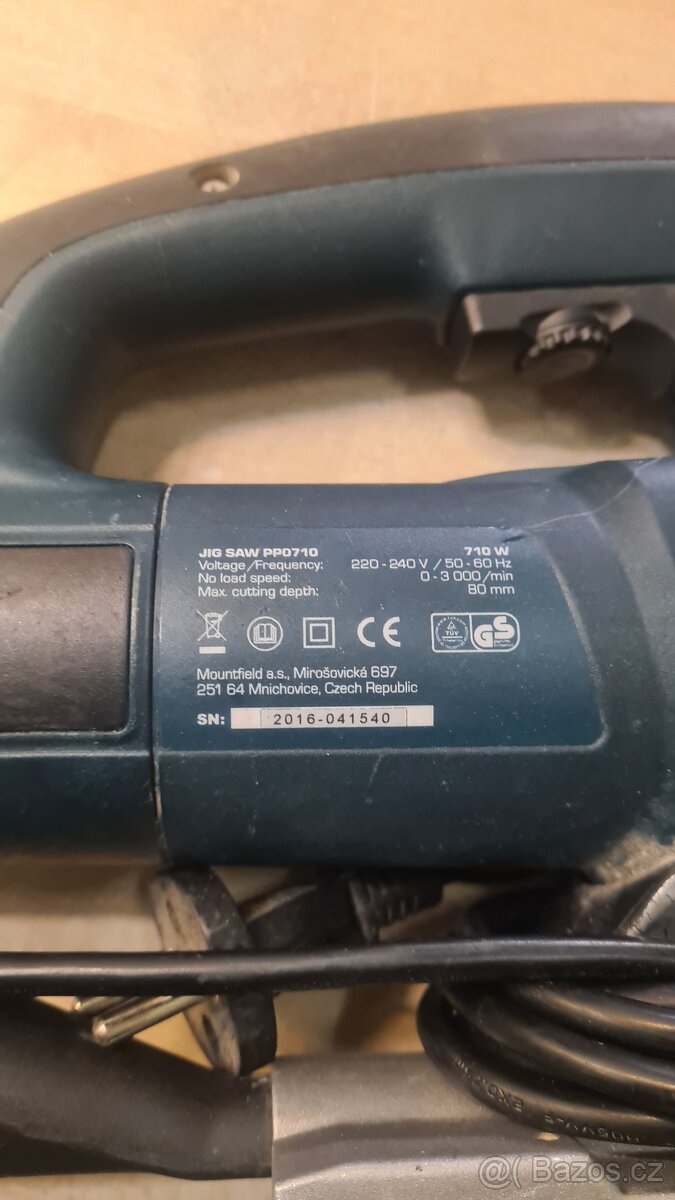 JIG SAW PP0710 710 W
Voltage/Frequency: 220 - 240 V / 50 - 60 Hz
No load speed: 0 - 3 000 /min
Max. cutting depth: 80 mm
CE
TÜV GS
Mountfield a.s., Mirošovická 697
251 64 Mnichovice, Czech Republic
SN: 2016-041540
@ Bazos.cz